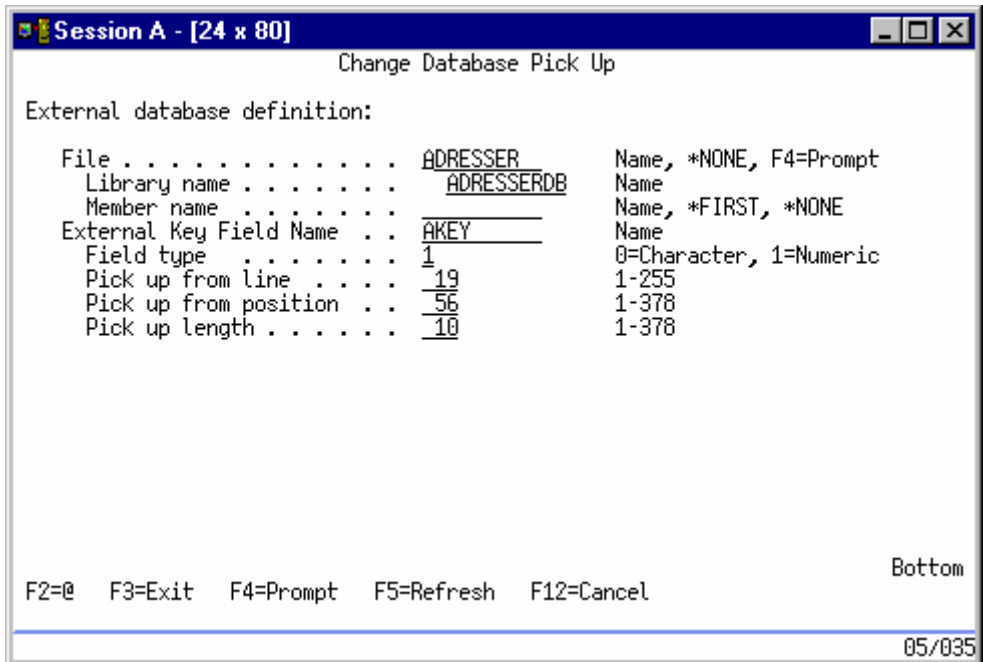 Session A - [24 x 80]
Change Database Pick Up
External database definition:
File . . . . . . . . . . . . ADRESSER Name, *NONE, F4=Prompt
Library name . . . . . . . ADRESSERDB Name
Member name . . . . . . . Name, *FIRST, *NONE
External Key Field Name . . AKEY Name
Field type . . . . . . . 1 0=Character, 1=Numeric
Pick up from line . . . . 19 1-255
Pick up from position . . 56 1-378
Pick up length . . . . . . 10 1-378
Bottom
F2=@ F3=Exit F4=Prompt F5=Refresh F12=Cancel
05/035